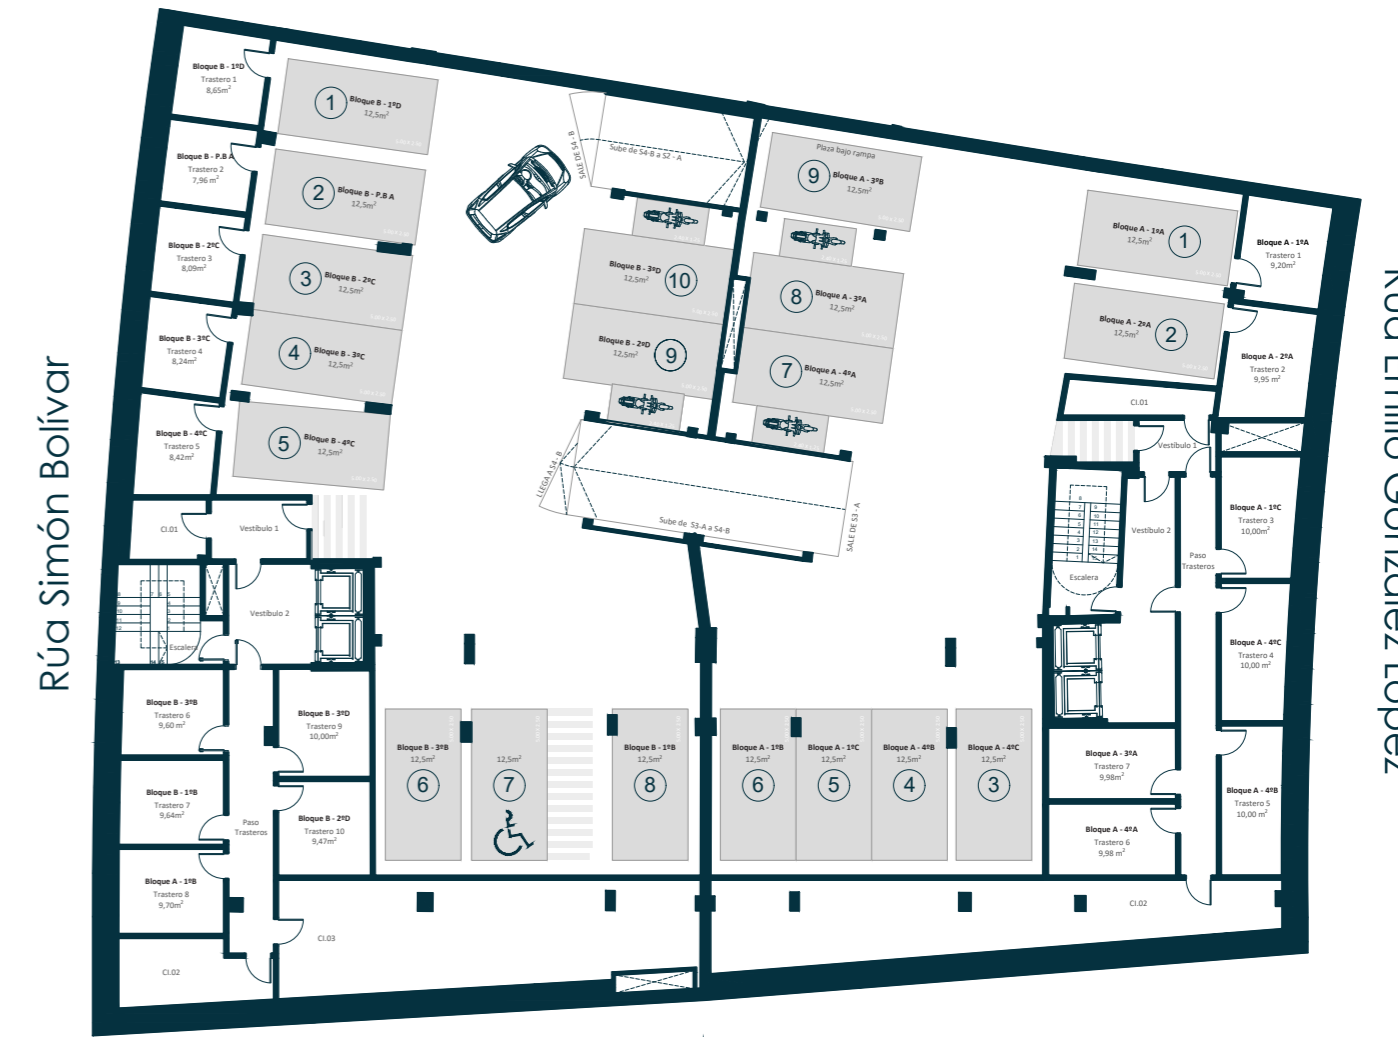 Rúa Simón Bolívar
Bloque B - 1ºD
Trastero 1
8,65m²
Bloque B - P.B A
Trastero 2
7,96 m²
Bloque B - 2ºC
Trastero 3
8,09m²
Bloque B - 3ºC
Trastero 4
8,24m²
Bloque B - 4ºC
Trastero 5
8,42m²
1
Bloque B - 1ºD
12,5m²
2
Bloque B - P.B A
12,5m²
3
Bloque B - 2ºC
12,5m²
4
Bloque B - 3ºC
12,5m²
5
Bloque B - 4ºC
12,5m²
SALE DE S4 - B
Sube de S4-B a S2 - A
10
Bloque B - 3ºD
12,5m²
9
Bloque B - 2ºD
12,5m²
Plaza bajo rampa
9
Bloque A - 3ºB
12,5m²
8
Bloque A - 3ºA
12,5m²
7
Bloque A - 4ºA
12,5m²
LLEGA A S4 - B
Sube de S3-A a S4-B
SALE DE S3 - A
Bloque A - 1ºA
12,5m²
1
Bloque A - 2ºA
12,5m²
2
Bloque A - 1ºA
Trastero 1
9,20m²
Bloque A - 2ºA
Trastero 2
9,95 m²
CI.01
Vestíbulo 1
Vestíbulo 2
Paso
Trasteros
Escalera
Bloque A - 1ºC
Trastero 3
10,00m²
Bloque A - 4ºC
Trastero 4
10,00 m²
Bloque A - 4ºB
Trastero 5
10,00 m²
Bloque A - 3ºA
Trastero 7
9,98m²
Bloque A - 4ºA
Trastero 6
9,98 m²
CI.02
CI.01
Vestíbulo 1
Vestíbulo 2
Escalera
Bloque B - 3ºB
Trastero 6
9,60 m²
Bloque B - 1ºB
Trastero 7
9,64m²
Bloque A - 1ºB
Trastero 8
9,70m²
CI.02
Paso
Trasteros
Bloque B - 3ºD
Trastero 9
10,00m²
Bloque B - 2ºD
Trastero 10
9,47m²
CI.03
Bloque B - 3ºB
12,5m²
6
12,5m²
7
Bloque B - 1ºB
12,5m²
8
Bloque A - 1ºB
12,5m²
6
Bloque A - 1ºC
12,5m²
5
Bloque A - 4ºB
12,5m²
4
Bloque A - 4ºC
12,5m²
3
Rúa Emilio González López